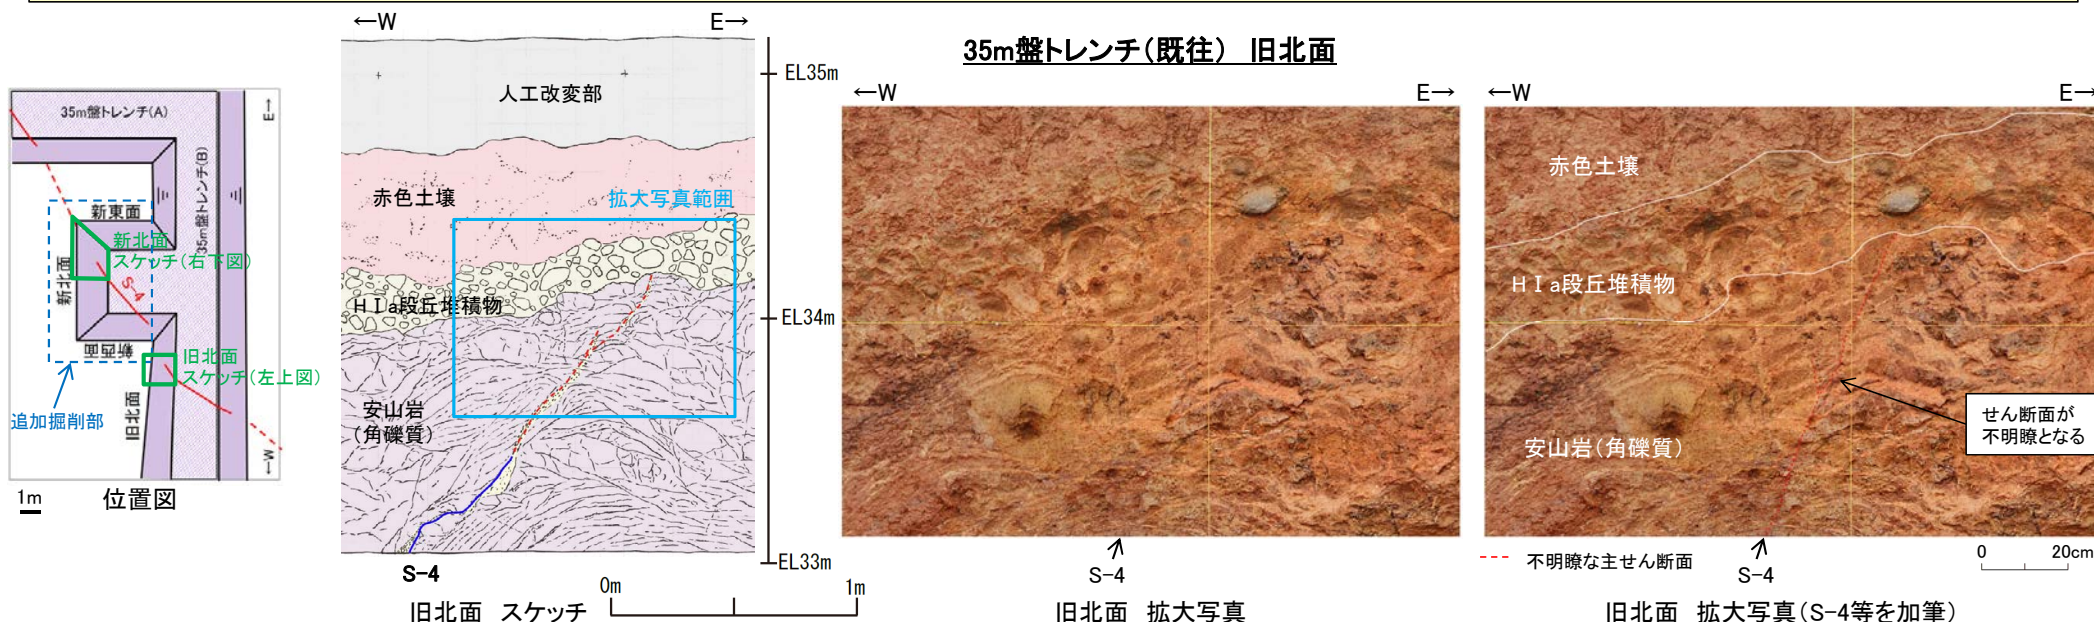 35m盤トレンチ(既往) 旧北面
35m盤トレンチ(A)
35m盤トレンチ(B)
E→
←W
新東面
新北面
スケッチ(右下図)
新北面
S-4
新西面
旧北面
スケッチ(左上図)
旧北面
追加掘削部
1m
位置図
←W
E→
人工改変部
赤色土壌
拡大写真範囲
HⅠa段丘堆積物
安山岩
(角礫質)
S-4
EL35m
EL34m
EL33m
0m
1m
旧北面 スケッチ
←W
E→
S-4
旧北面 拡大写真
←W
E→
赤色土壌
HⅠa段丘堆積物
安山岩(角礫質)
せん断面が
不明瞭となる
不明瞭な主せん断面
S-4
0
20cm
旧北面 拡大写真(S-4等を加筆)